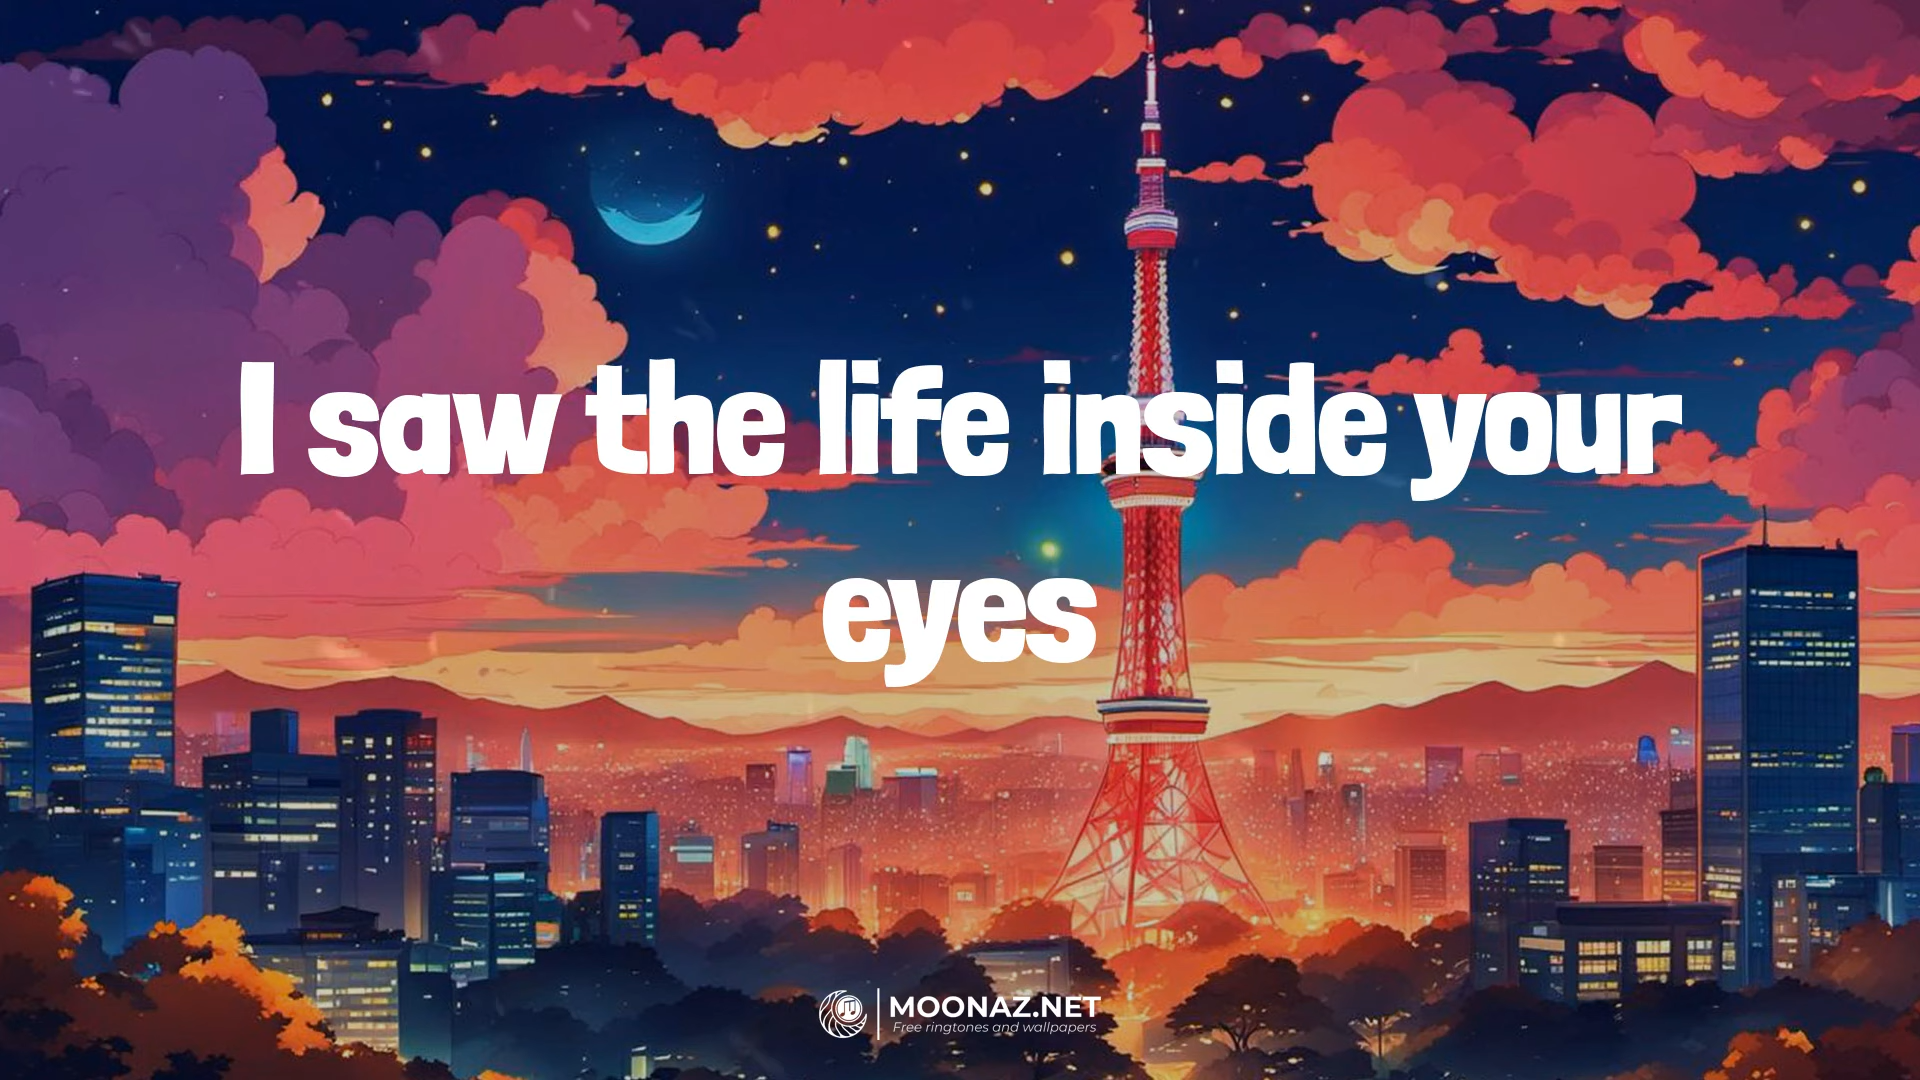 I saw the life inside your
eyes
MOONAZ.NET
Free ringtones and wallpapers